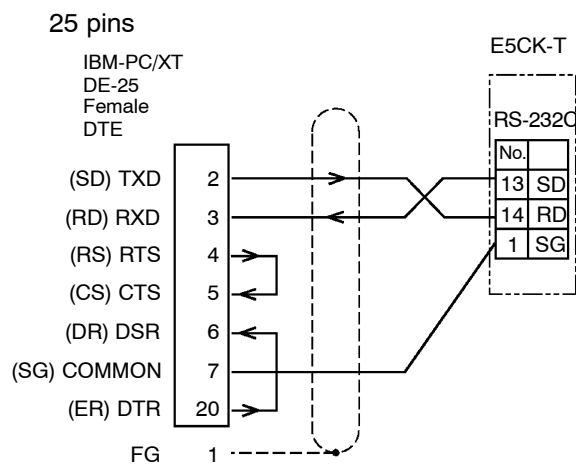 25 pins
E5CK-T
IBM-PC/XT
DE-25
Female
DTE
RS-232C
No.
(SD) TXD 2
13 SD
(RD) RXD 3
14 RD
(RS) RTS 4
1 SG
(CS) CTS 5
(DR) DSR 6
(SG) COMMON 7
(ER) DTR 20
FG 1